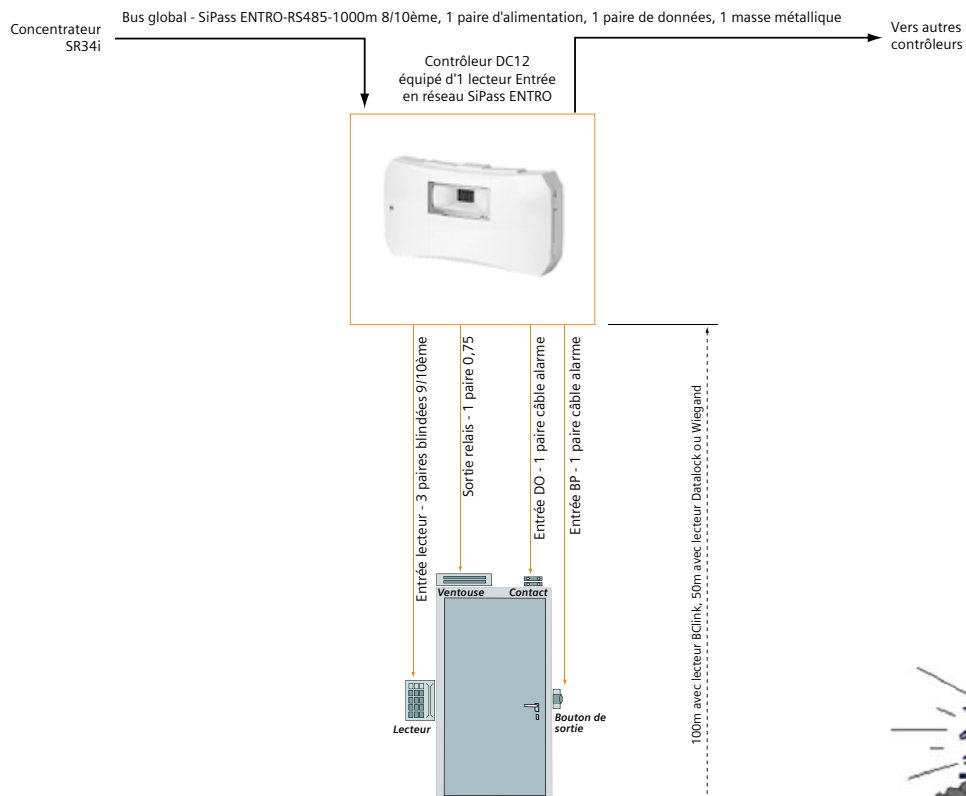 Bus global - SiPass ENTRO-RS485-1000m 8/10ème, 1 paire d'alimentation, 1 paire de données, 1 masse métallique
Concentrateur
SR34i
Vers autres
contrôleurs
Contrôleur DC12
équipé d'1 lecteur Entrée
en réseau SiPass ENTRO
Entrée lecteur - 3 paires blindées 9/10ème
Sortie relais - 1 paire 0,75
Entrée DO - 1 paire câble alarme
Entrée BP - 1 paire câble alarme
100m avec lecteur BClink, 50m avec lecteur Datalock ou Wiegand
Ventouse
Contact
Lecteur
Bouton de
sortie